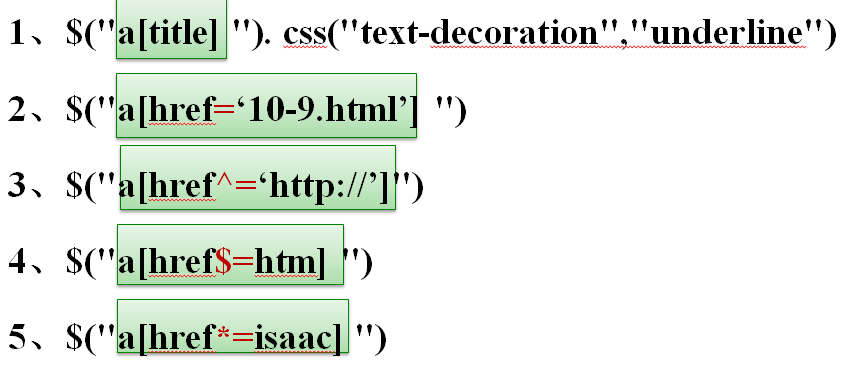 1、$("a[title] "). css("text-decoration","underline")
2、$("a[href=‘10-9.html’] ")
3、$("a[href^=‘http://’]")
4、$("a[href$=htm] ")
5、$("a[href*=isaac] ")